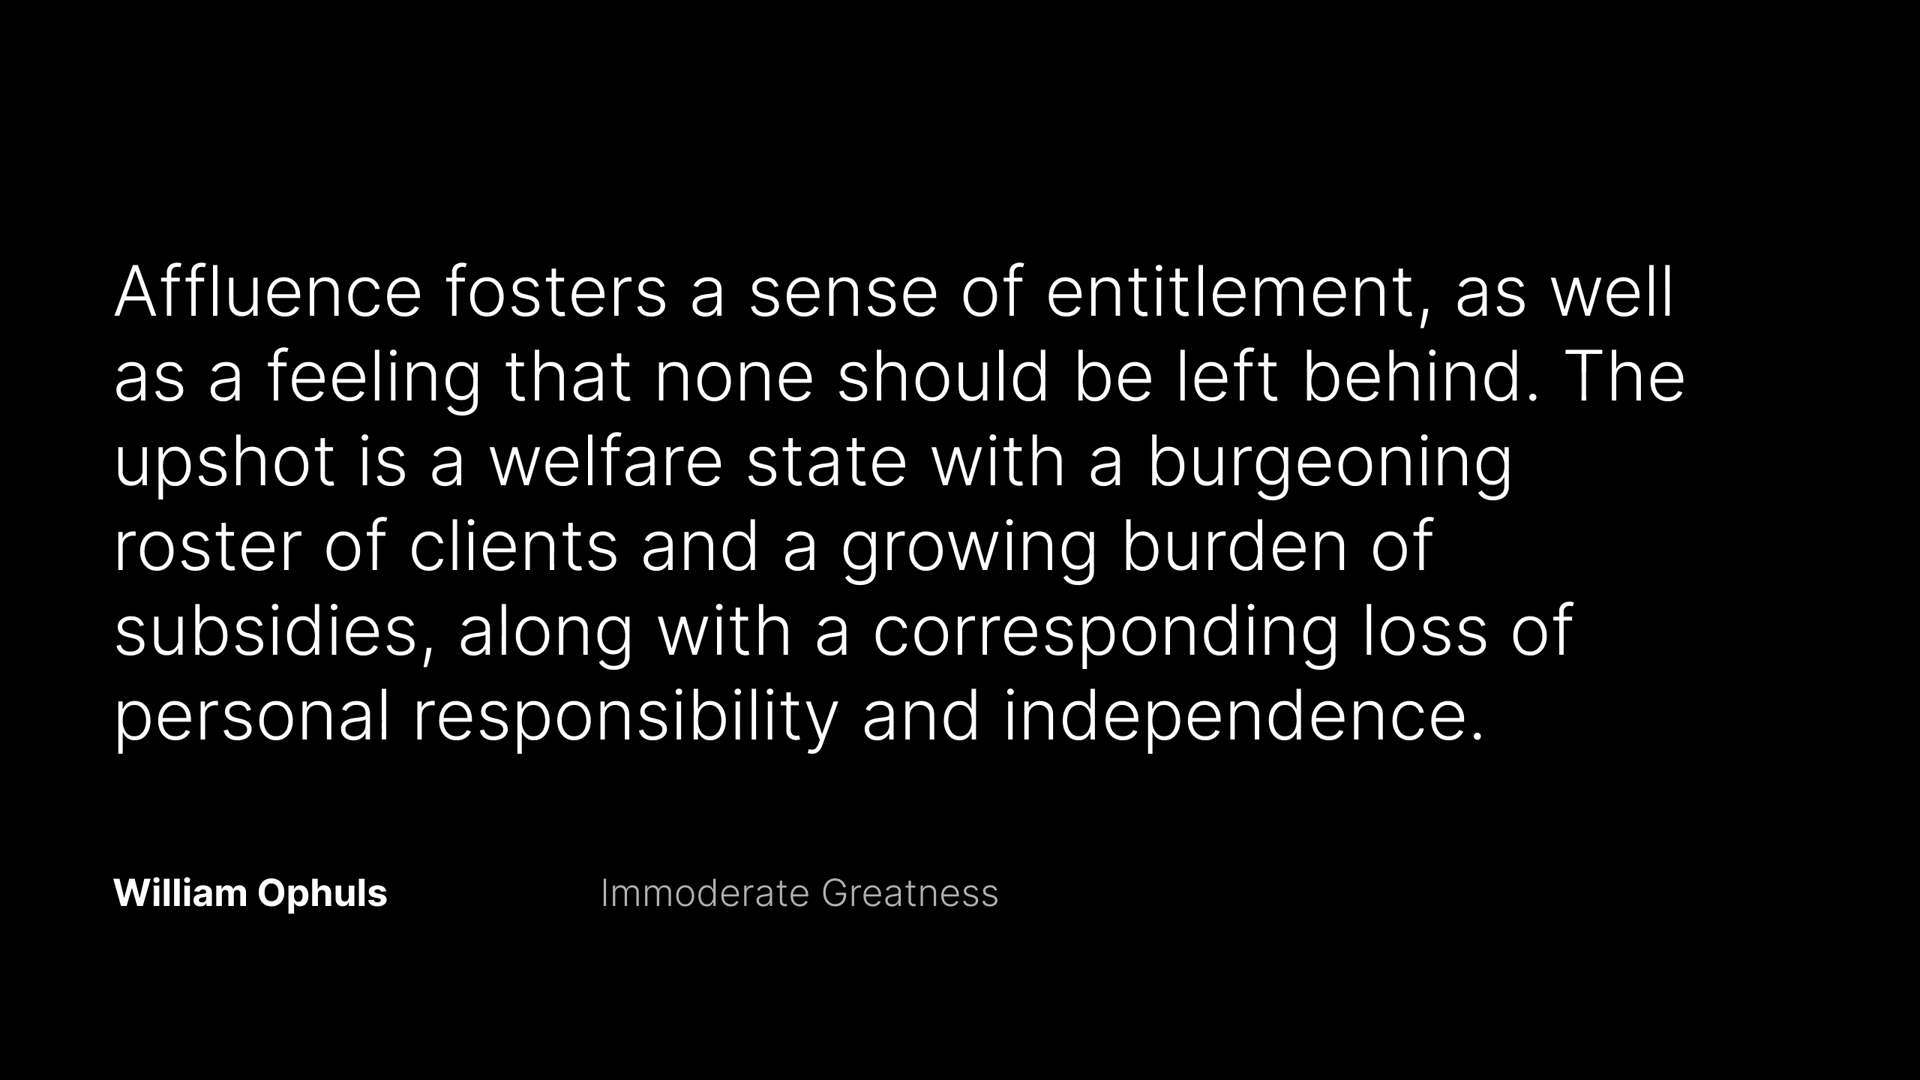 Affluence fosters a sense of entitlement, as well
as a feeling that none should be left behind. The
upshot is a welfare state with a burgeoning
roster of clients and a growing burden of
subsidies, along with a corresponding loss of
personal responsibility and independence.
William Ophuls Immoderate Greatness